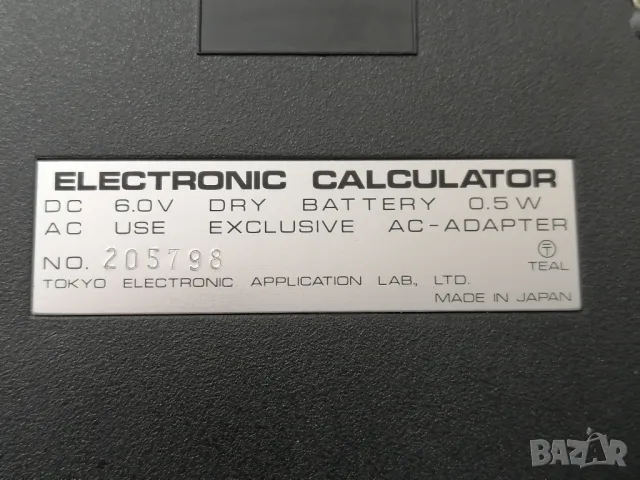 ELECTRONIC CALCULATOR
DC 6.0V DRY BATTERY 0.5W
AC USE EXCLUSIVE AC-ADAPTER
NO. 205798
T
TEAL
TOKYO ELECTRONIC APPLICATION LAB., LTD.
MADE IN JAPAN
BAZAR